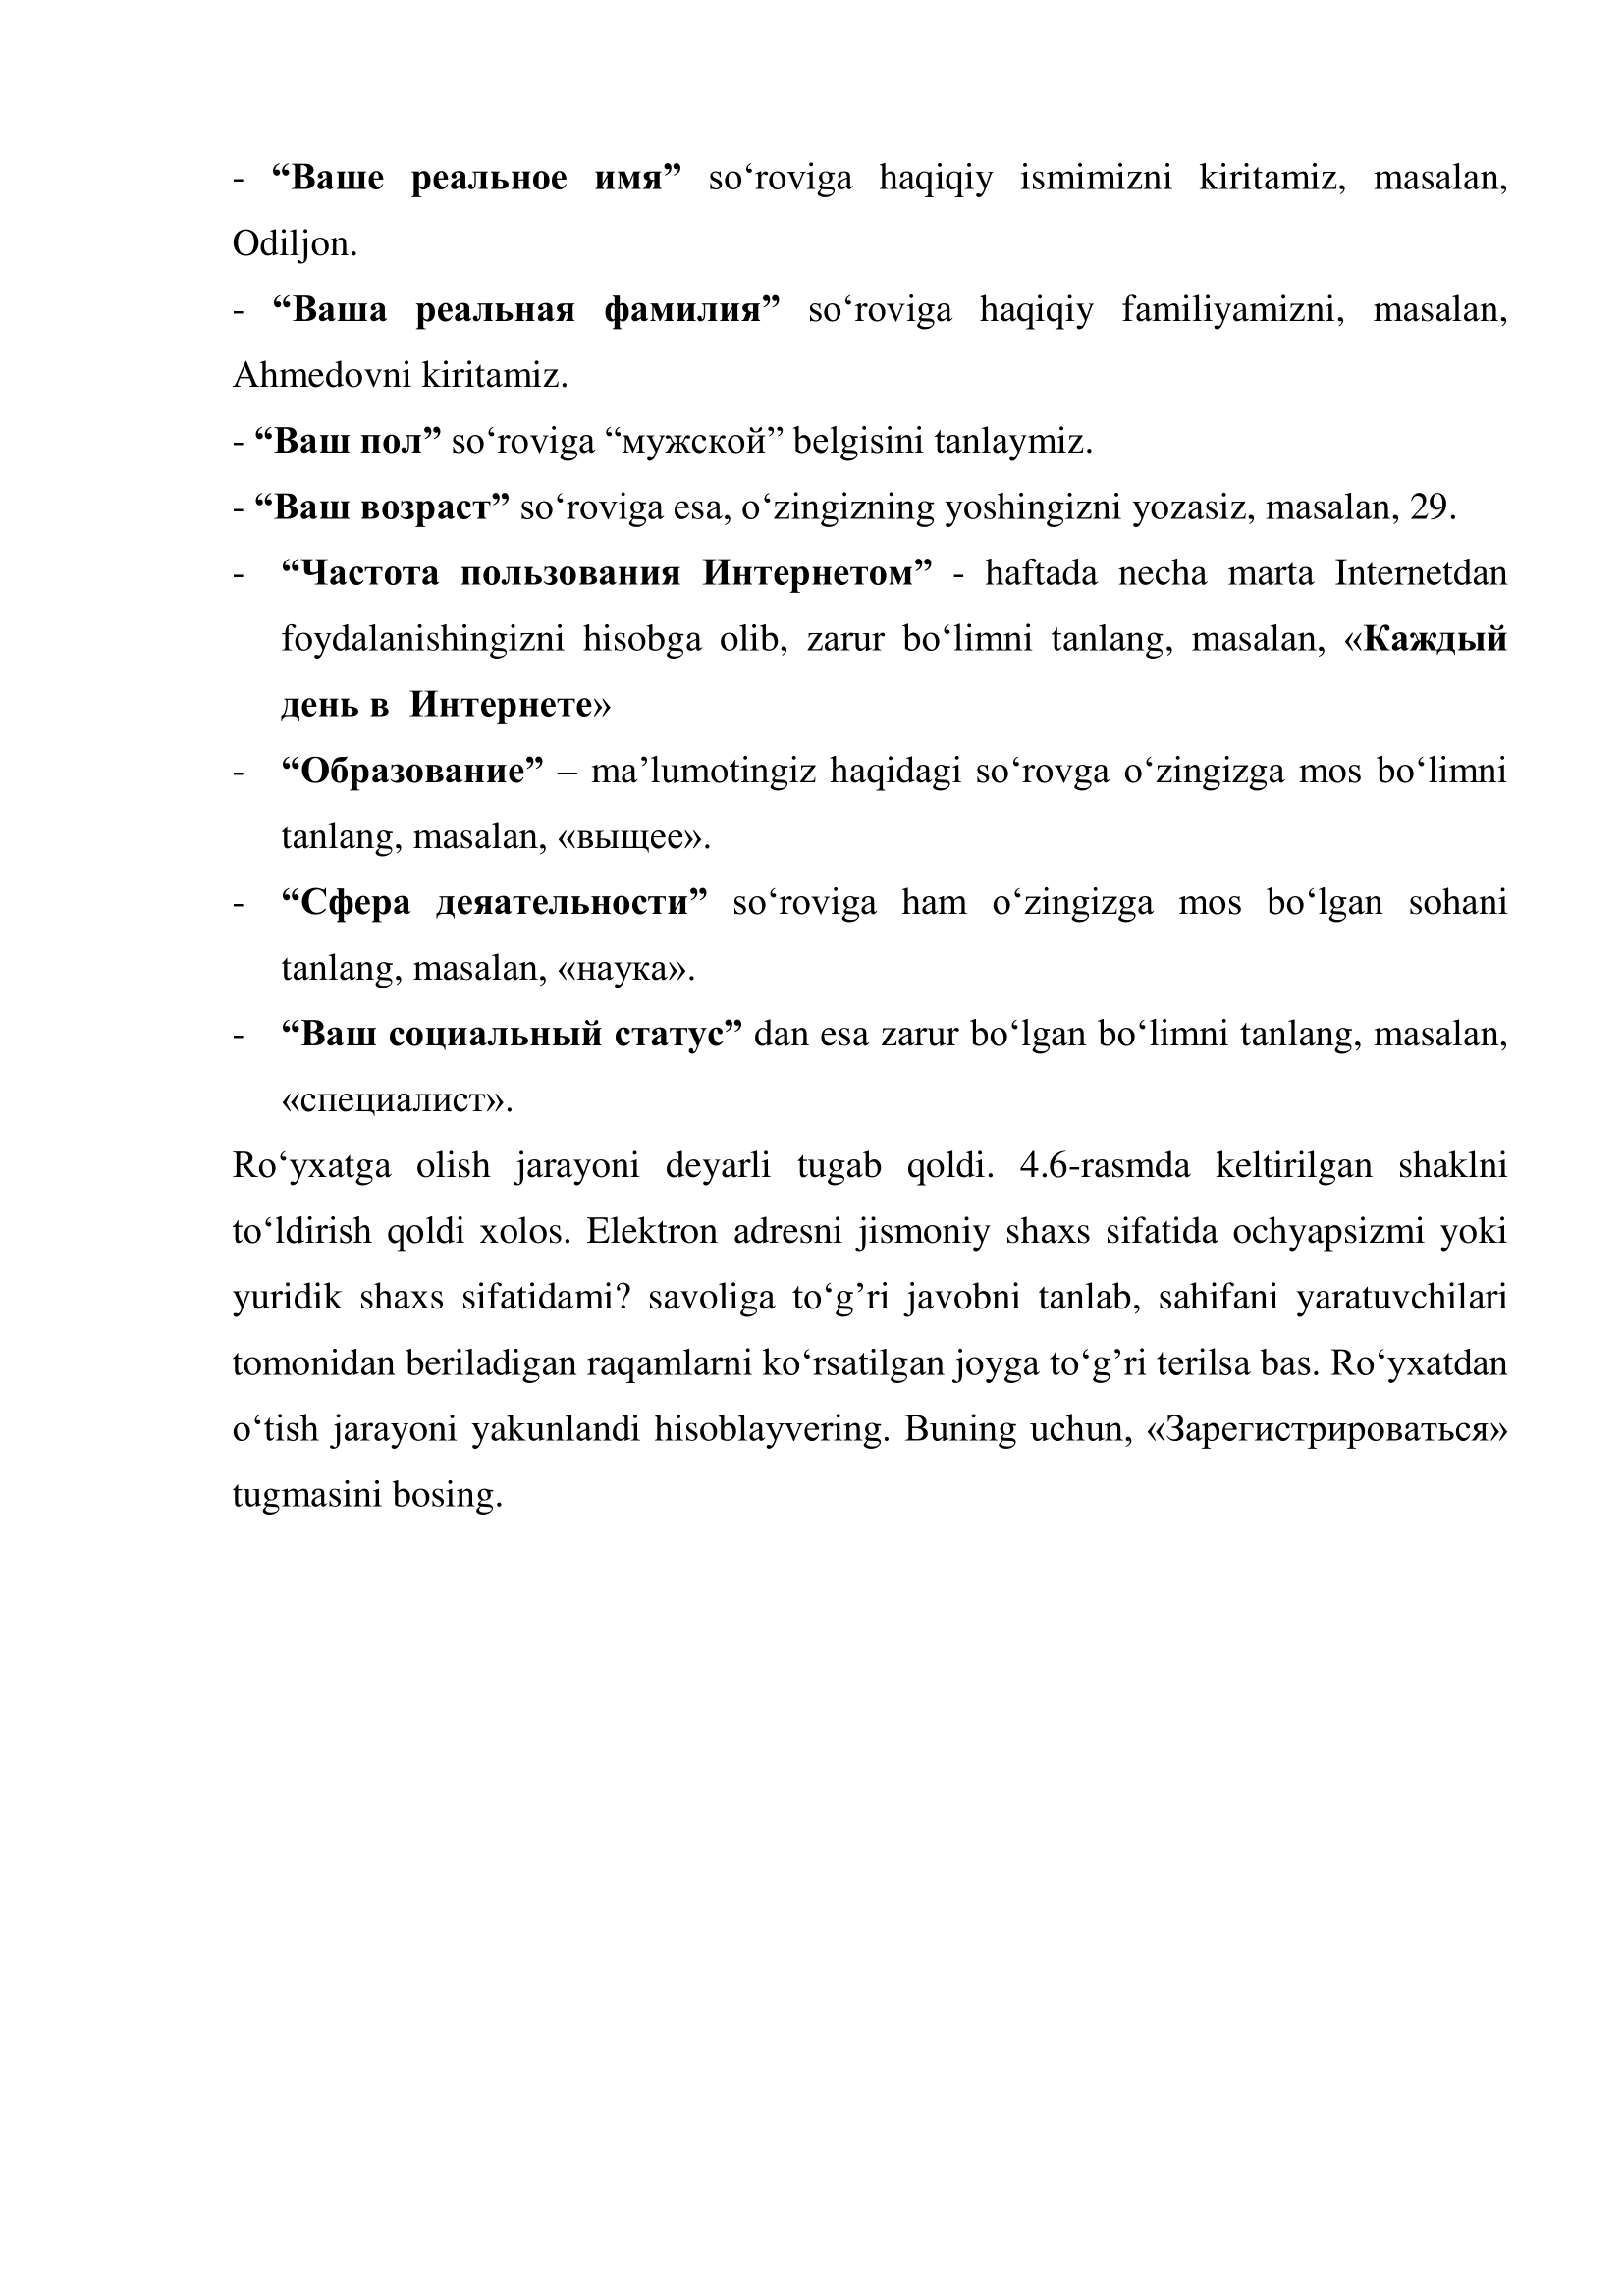 - “Ваше реальное имя” so‘roviga haqiqiy ismimizni kiritamiz, masalan,
Odiljon.
- “Ваша реальная фамилия” so‘roviga haqiqiy familiyamizni, masalan,
Ahmedovni kiritamiz.
- “Ваш пол” so‘roviga “мужской” belgisini tanlaymiz.
- “Ваш возраст” so‘roviga esa, o‘zingizning yoshingizni yozasiz, masalan, 29.
- “Частота пользования Интернетом” - haftada necha marta Internetdan
foydalanishingizni hisobga olib, zarur bo‘limni tanlang, masalan, «Каждый
день в  Интернете»
- “Образование” – ma’lumotingiz haqidagi so‘rovga o‘zingizga mos bo‘limni
tanlang, masalan, «выщее».
- “Сфера деяательности” so‘roviga ham o‘zingizga mos bo‘lgan sohani
tanlang, masalan, «наука».
- “Ваш социальный статус” dan esa zarur bo‘lgan bo‘limni tanlang, masalan,
«специалист».
Ro‘yxatga olish jarayoni deyarli tugab qoldi. 4.6-rasmda keltirilgan shaklni
to‘ldirish qoldi xolos. Elektron adresni jismoniy shaxs sifatida ochyapsizmi yoki
yuridik shaxs sifatidami? savoliga to‘g’ri javobni tanlab, sahifani yaratuvchilari
tomonidan beriladigan raqamlarni ko‘rsatilgan joyga to‘g’ri terilsa bas. Ro‘yxatdan
o‘tish jarayoni yakunlandi hisoblayvering. Buning uchun, «Зарегистрироваться»
tugmasini bosing.